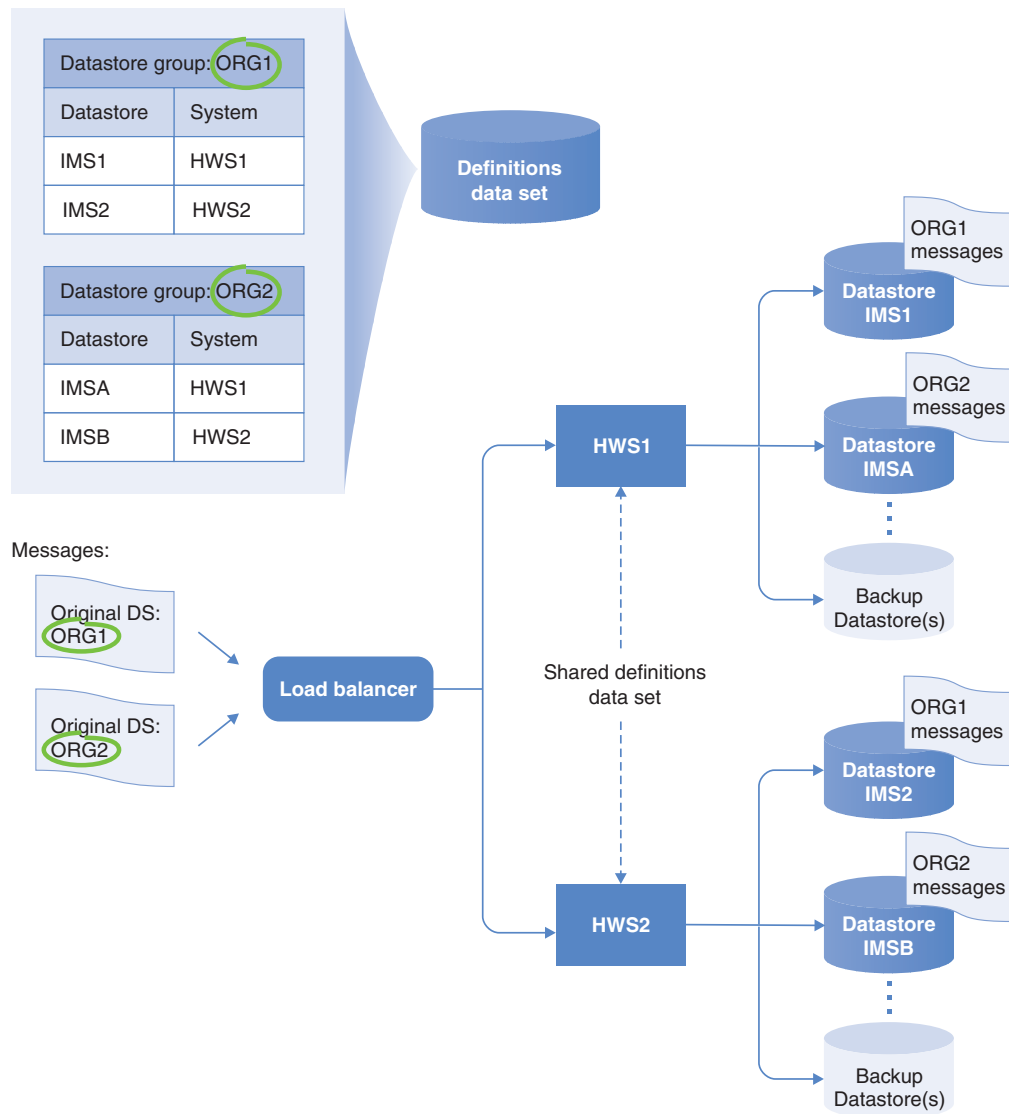 Datastore group: ORG1
Datastore System
IMS1 HWS1
IMS2 HWS2
Datastore group: ORG2
Datastore System
IMSA HWS1
IMSB HWS2
Definitions
data set
Messages:
Original DS:
ORG1
Original DS:
ORG2
Load balancer
HWS1
Shared definitions
data set
HWS2
ORG1
messages
Datastore
IMS1
ORG2
messages
Datastore
IMSA
Backup
Datastore(s)
ORG1
messages
Datastore
IMS2
ORG2
messages
Datastore
IMSB
Backup
Datastore(s)